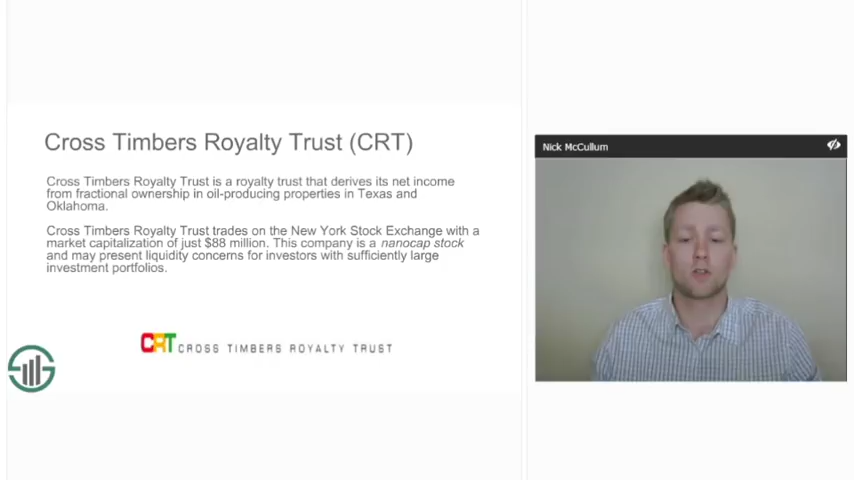 Cross Timbers Royalty Trust (CRT)
Cross Timbers Royalty Trust is a royalty trust that derives its net income
from fractional ownership in oil-producing properties in Texas and
Oklahoma.
Cross Timbers Royalty Trust trades on the New York Stock Exchange with a
market capitalization of just $88 million. This company is a nanocap stock
and may present liquidity concerns for investors with sufficiently large
investment portfolios.
CRT CROSS TIMBERS ROYALTY TRUST
Nick McCullum